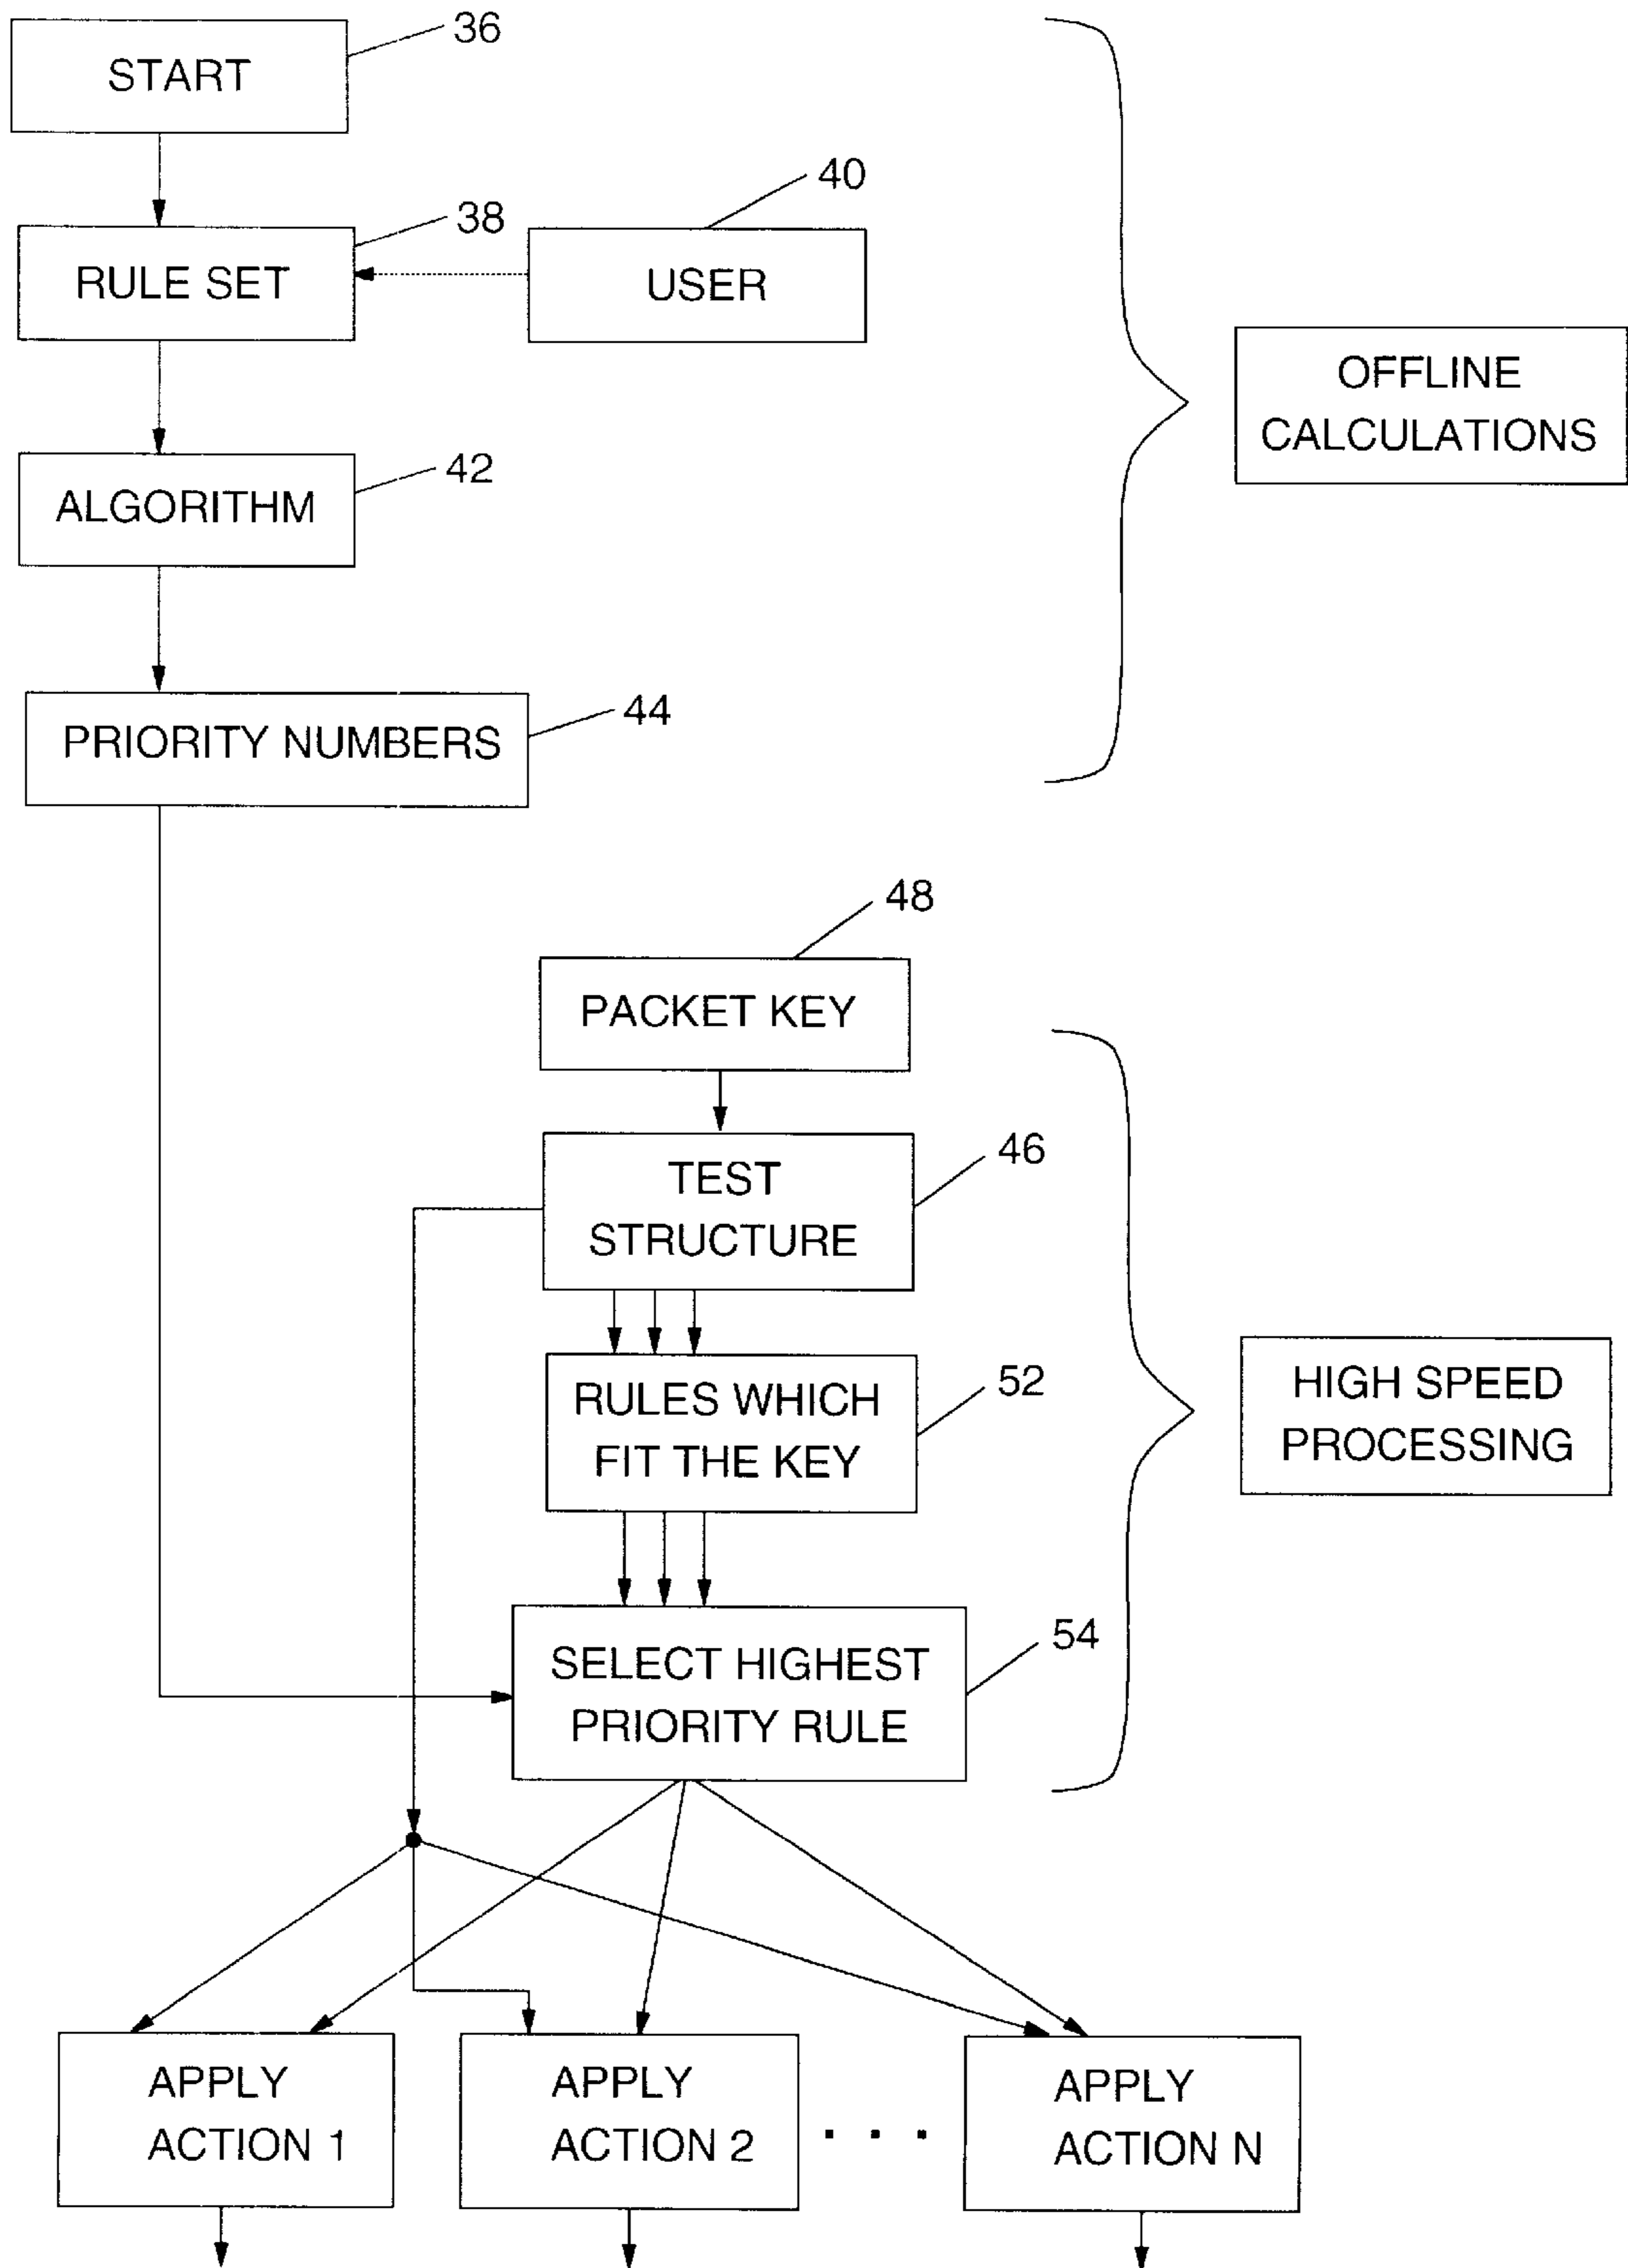 START
36
RULE SET
38
USER
40
OFFLINE
CALCULATIONS
ALGORITHM
42
PRIORITY NUMBERS
44
PACKET KEY
48
TEST
STRUCTURE
46
RULES WHICH
FIT THE KEY
52
HIGH SPEED
PROCESSING
SELECT HIGHEST
PRIORITY RULE
54
APPLY
ACTION 1
APPLY
ACTION 2
. . .
APPLY
ACTION N